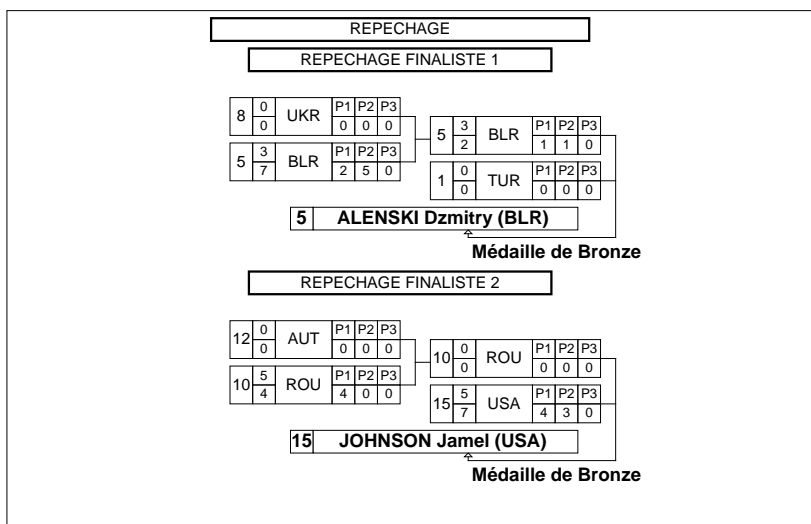 REPECHAGE
REPECHAGE FINALISTE 1
8 0 0 UKR P1 P2 P3 0 0 0
5 3 7 BLR P1 P2 P3 2 5 0
5 3 2 BLR P1 P2 P3 1 1 0
1 0 0 TUR P1 P2 P3 0 0 0
5 ALENSKI Dzmitry (BLR)
Médaille de Bronze
REPECHAGE FINALISTE 2
12 0 0 AUT P1 P2 P3 0 0 0
10 5 4 ROU P1 P2 P3 4 0 0
10 0 0 ROU P1 P2 P3 0 0 0
15 5 7 USA P1 P2 P3 4 3 0
15 JOHNSON Jamel (USA)
Médaille de Bronze